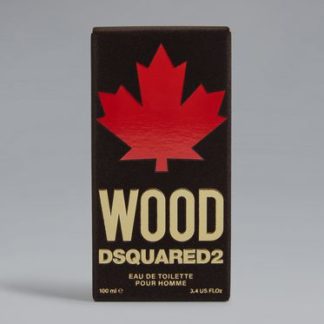 WOOD
DSQUARED2
EAU DE TOILETTE
POUR HOMME
100 ml ℮ 3.4 US FL Oz